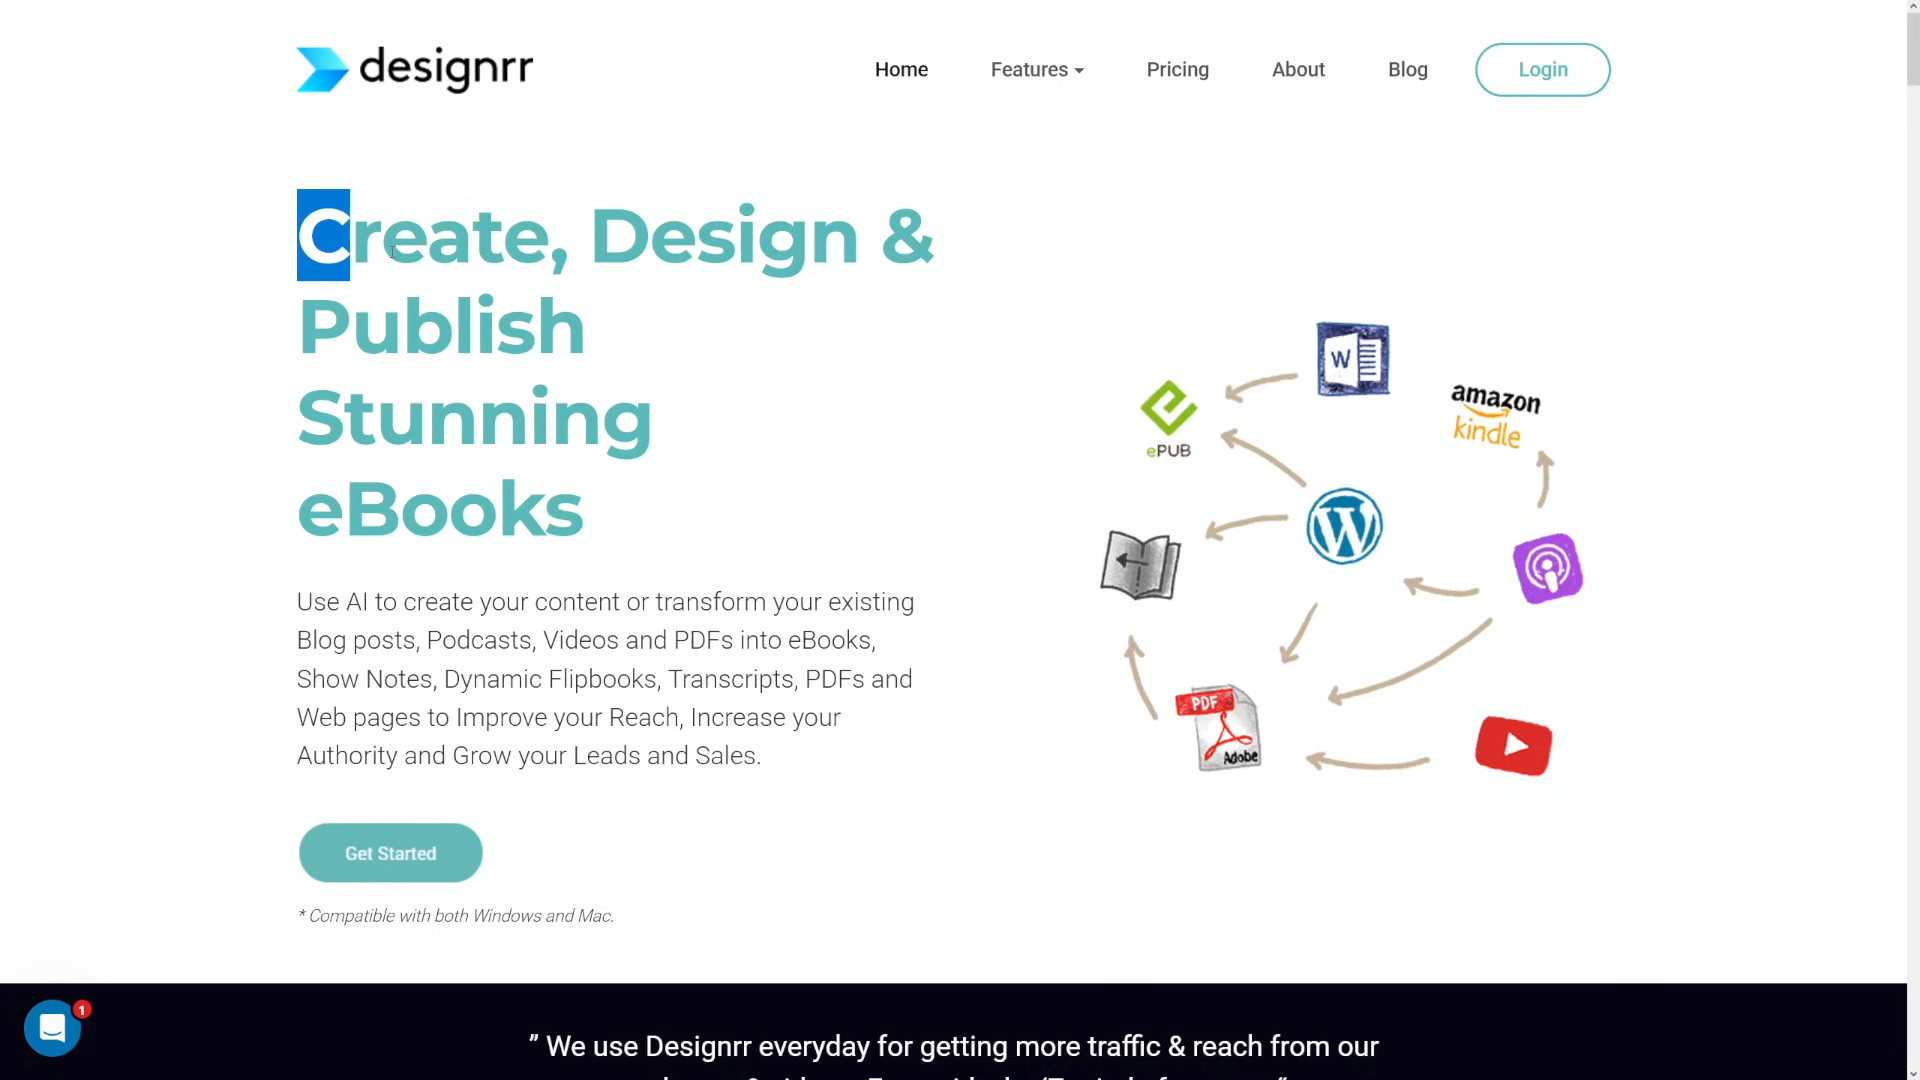 designrr
Home
Features
Pricing
About
Blog
Login
Create, Design &
Publish
Stunning
eBooks
Use AI to create your content or transform your existing
Blog posts, Podcasts, Videos and PDFs into eBooks,
Show Notes, Dynamic Flipbooks, Transcripts, PDFs and
Web pages to Improve your Reach, Increase your
Authority and Grow your Leads and Sales.
Get Started
* Compatible with both Windows and Mac.
W
ePUB
amazon
kindle
W
PDF
Adobe
1
” We use Designrr everyday for getting more traffic & reach from our